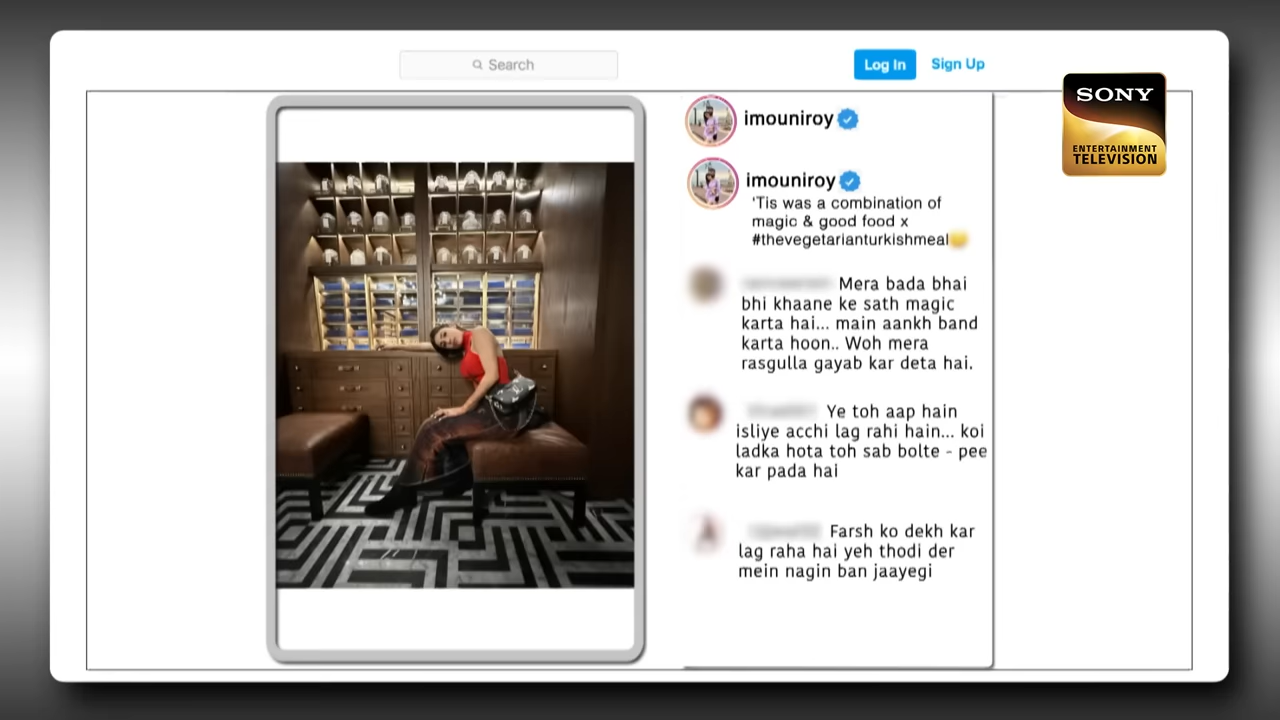 Search
Log In
Sign Up
SONY
ENTERTAINMENT
TELEVISION
imouniroy
imouniroy
'Tis was a combination of
magic & good food x
#thevegetarianturkishmeal
Mera bada bhai
bhi khaane ke sath magic
karta hai... main aankh band
karta hoon.. Woh mera
rasgulla gayab kar deta hai.
Ye toh aap hain
isliye acchi lag rahi hain... koi
ladka hota toh sab bolte - pee
kar pada hai
Farsh ko dekh kar
lag raha hai yeh thodi der
mein nagin ban jaayegi